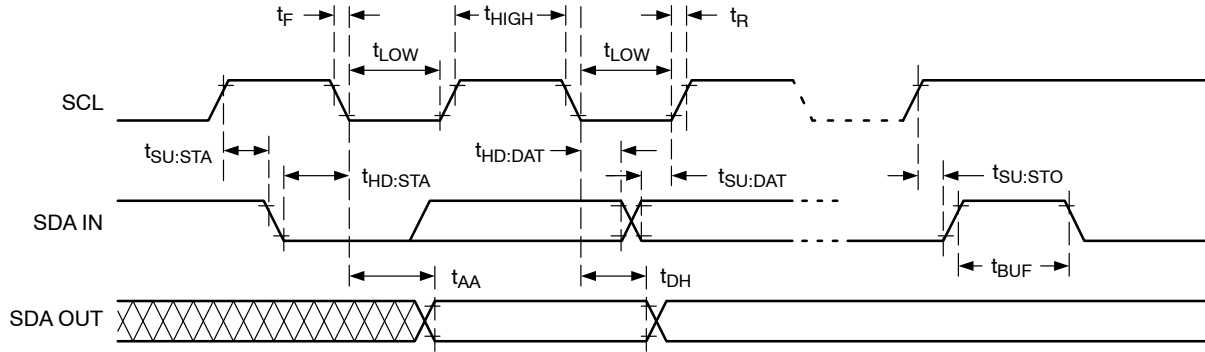 tF
tHIGH
tR
tLOW
tLOW
SCL
tSU:STA
tHD:STA
tHD:DAT
tSU:DAT
tSU:STO
SDA IN
tBUF
tAA
tDH
SDA OUT